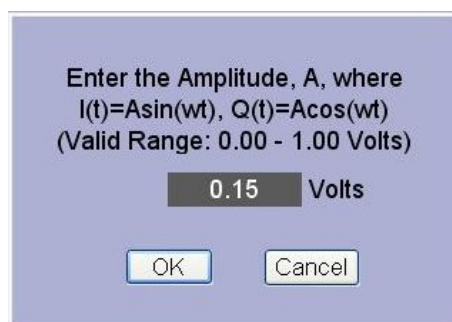 Enter the Amplitude, A, where
I(t)=Asin(wt), Q(t)=Acos(wt)
(Valid Range: 0.00 - 1.00 Volts)
0.15 Volts
OK Cancel